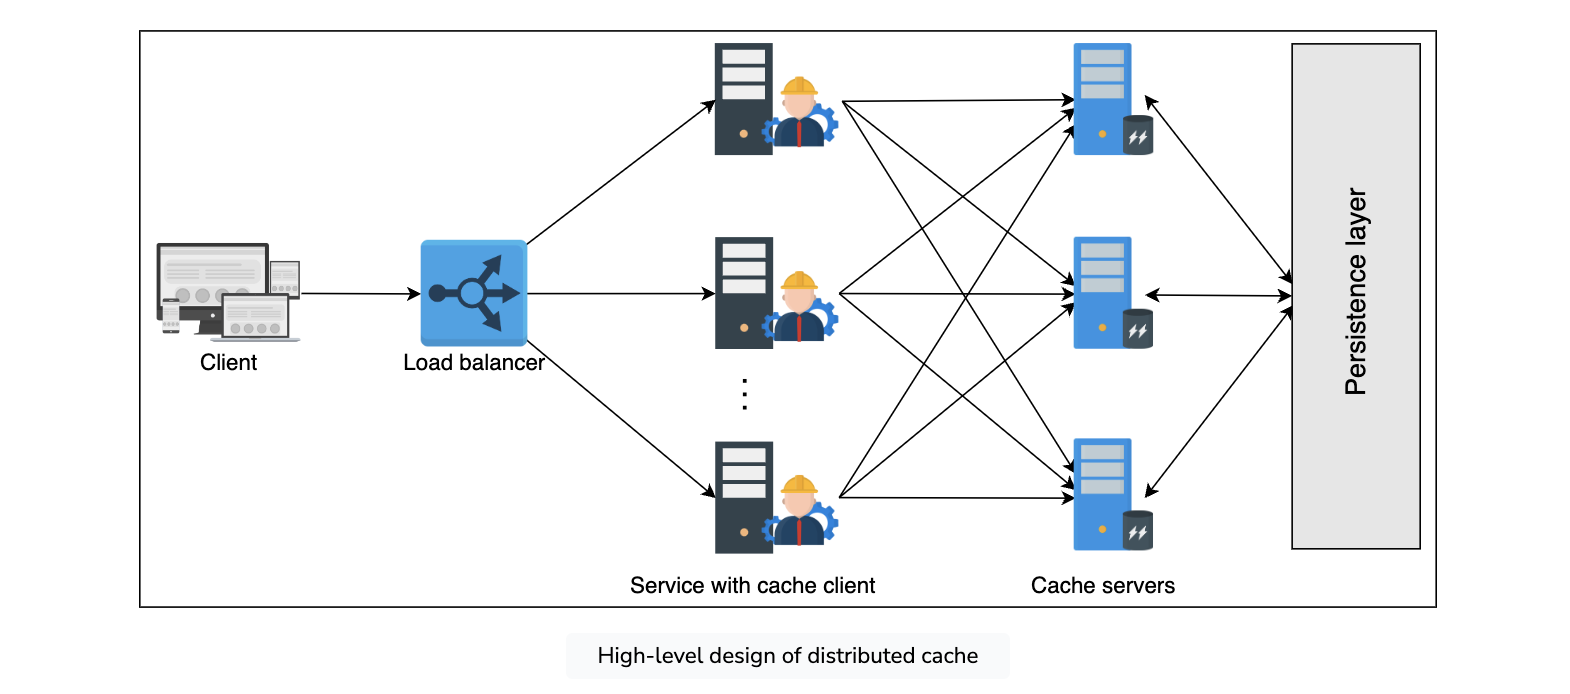 Client
Load balancer
Service with cache client
Cache servers
Persistence layer
High-level design of distributed cache